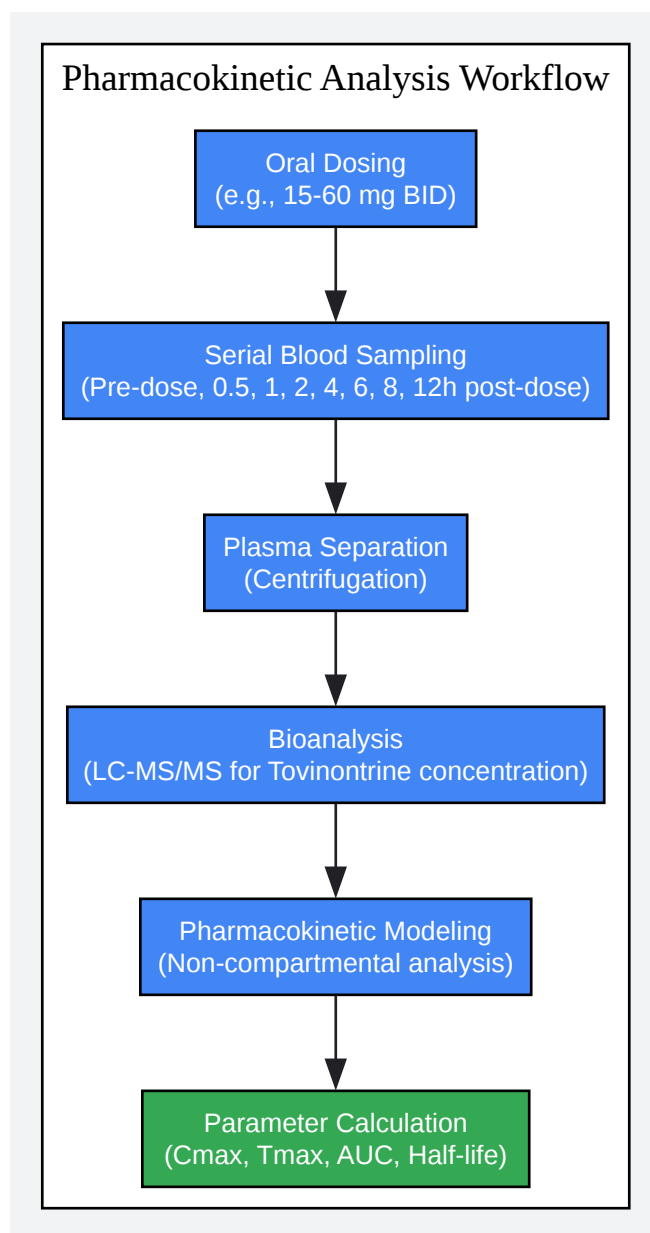 Pharmacokinetic Analysis Workflow
Oral Dosing
(e.g., 15-60 mg BID)
Serial Blood Sampling
(Pre-dose, 0.5, 1, 2, 4, 6, 8, 12h post-dose)
Plasma Separation
(Centrifugation)
Bioanalysis
(LC-MS/MS for Tovinontrine concentration)
Pharmacokinetic Modeling
(Non-compartmental analysis)
Parameter Calculation
(Cmax, Tmax, AUC, Half-life)